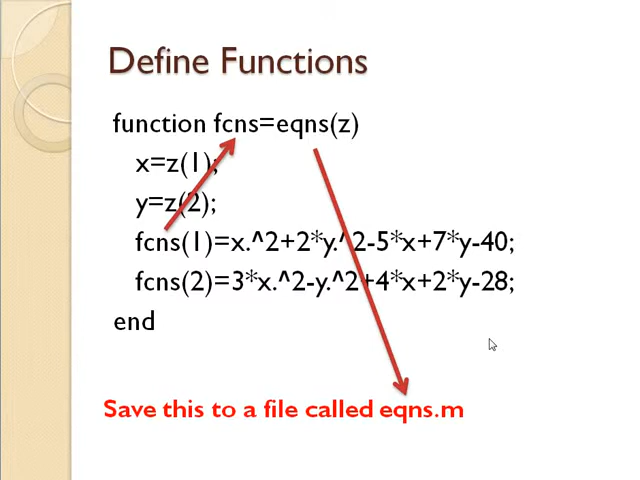 Define Functions
function fcns=eqns(z)
x=z(1);
y=z(2);
fcns(1)=x.^2+2*y.^2-5*x+7*y-40;
fcns(2)=3*x.^2-y.^2+4*x+2*y-28;
end
Save this to a file called eqns.m